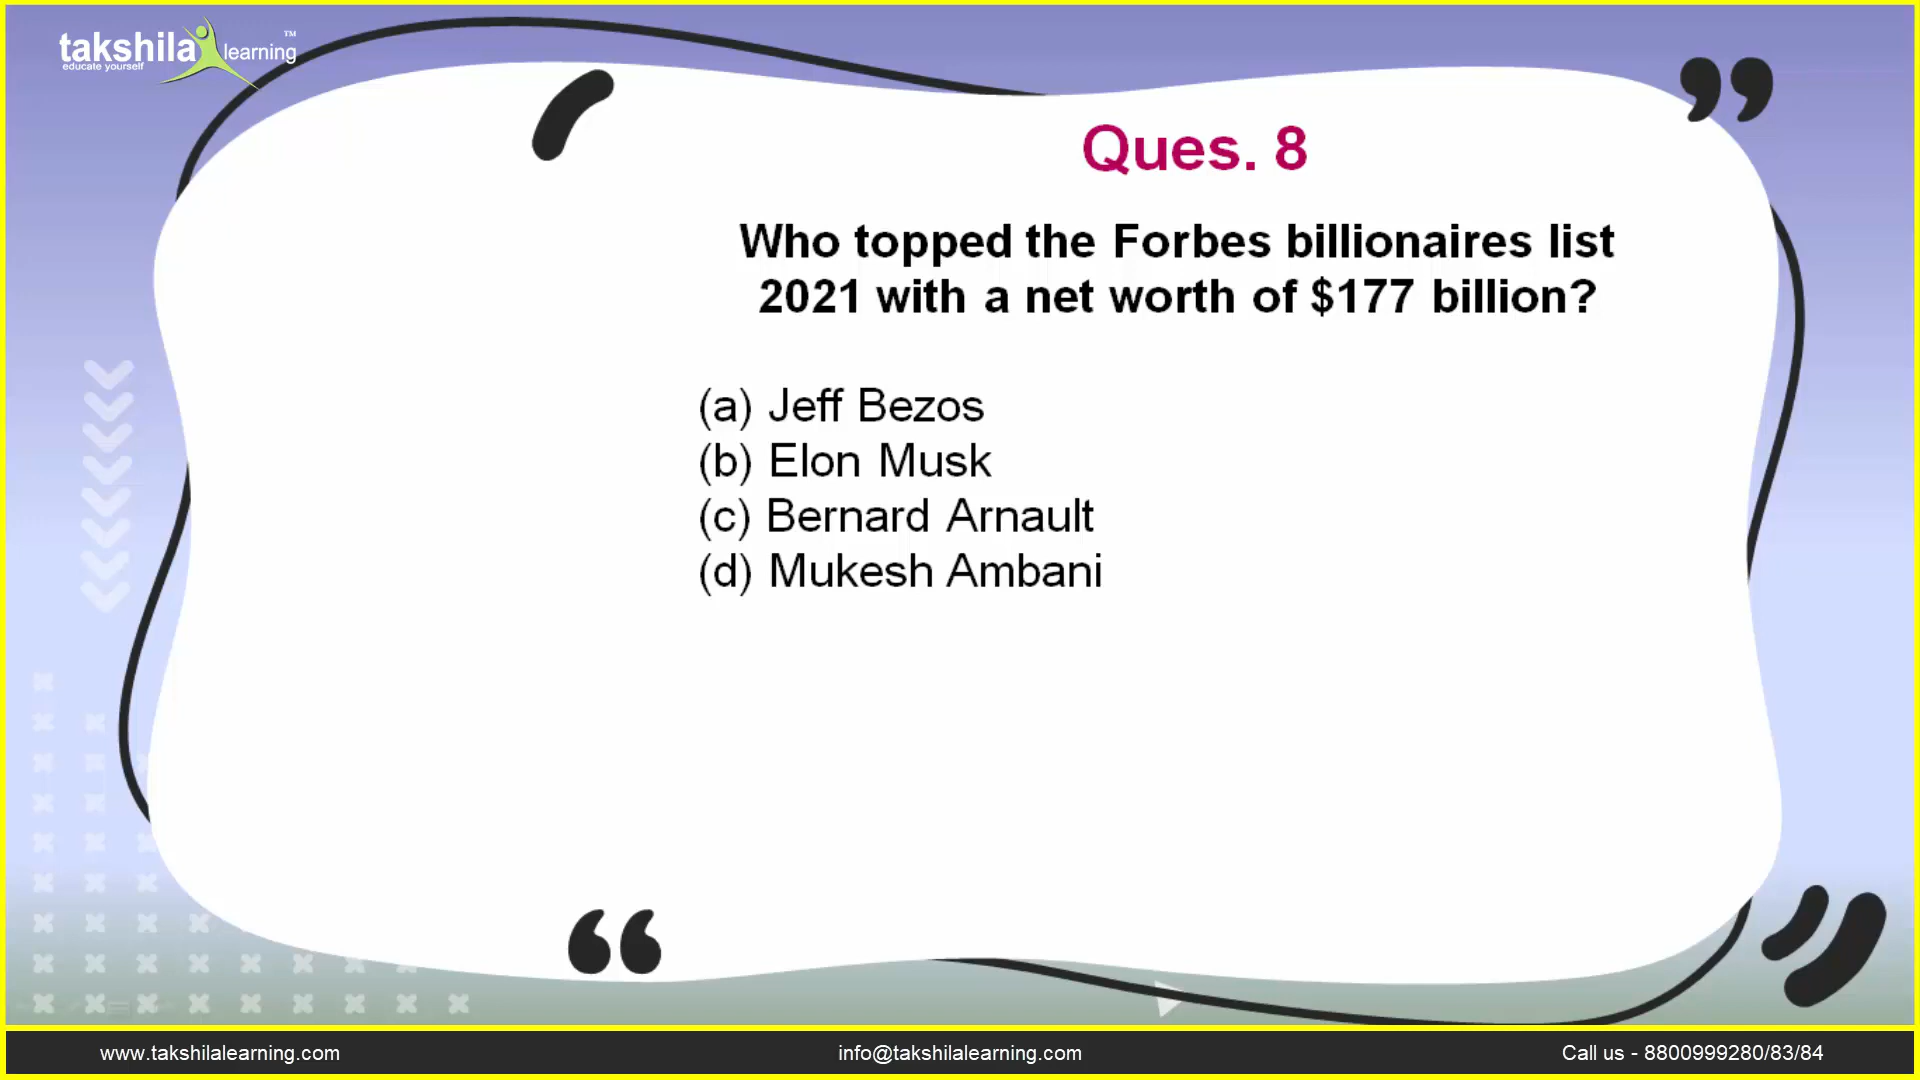 takshila learning™
educate yourself
Ques. 8
Who topped the Forbes billionaires list
2021 with a net worth of $177 billion?
(a) Jeff Bezos
(b) Elon Musk
(c) Bernard Arnault
(d) Mukesh Ambani
www.takshilalearning.com
info@takshilalearning.com
Call us - 8800999280/83/84